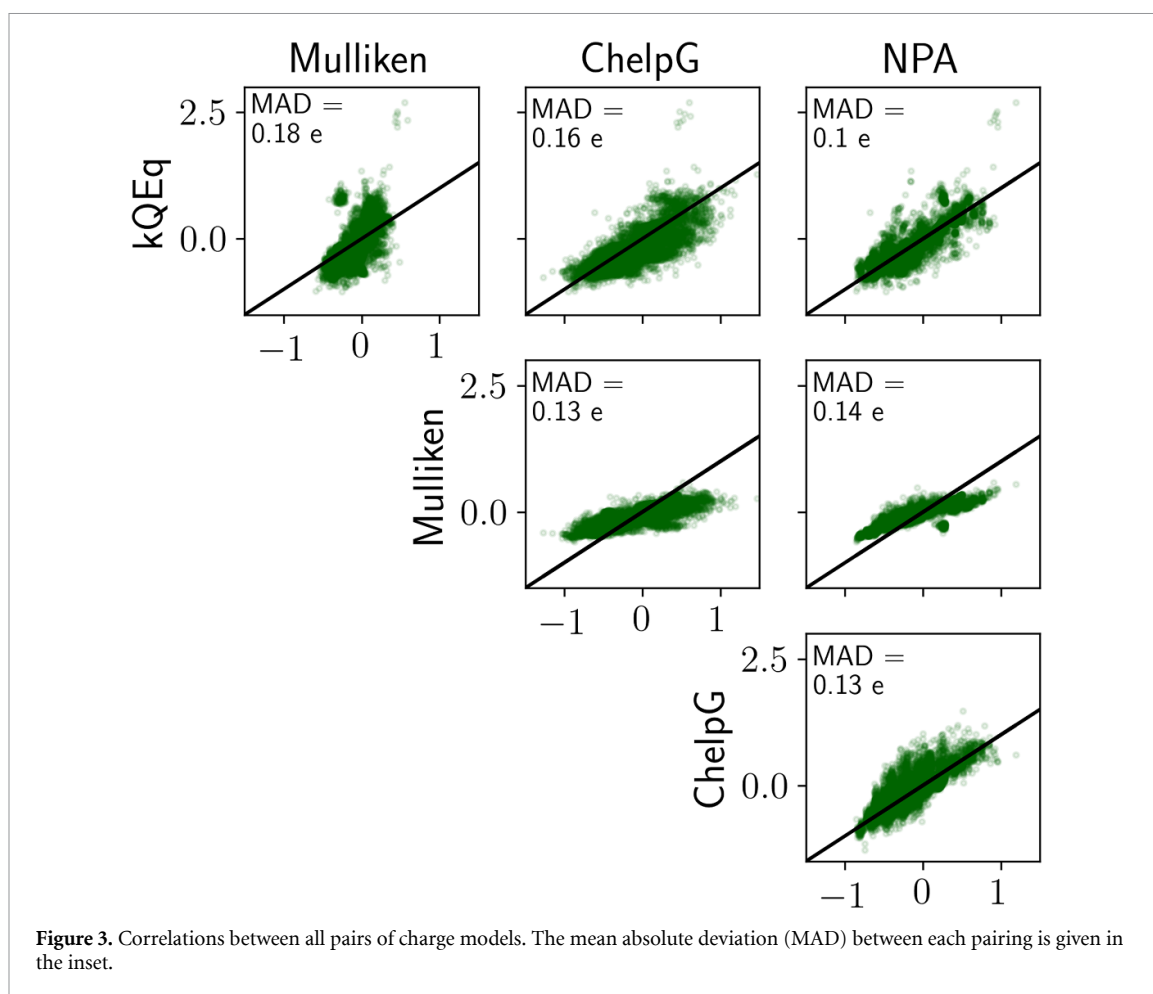 Mulliken ChelpG NPA
MAD =
0.18 e
MAD =
0.16 e
MAD =
0.1 e
kQEq
2.5
0.0
−1 0 1
MAD =
0.13 e
MAD =
0.14 e
Mulliken
2.5
0.0
−1 0 1
MAD =
0.13 e
ChelpG
2.5
0.0
−1 0 1
Figure 3. Correlations between all pairs of charge models. The mean absolute deviation (MAD) between each pairing is given in
the inset.